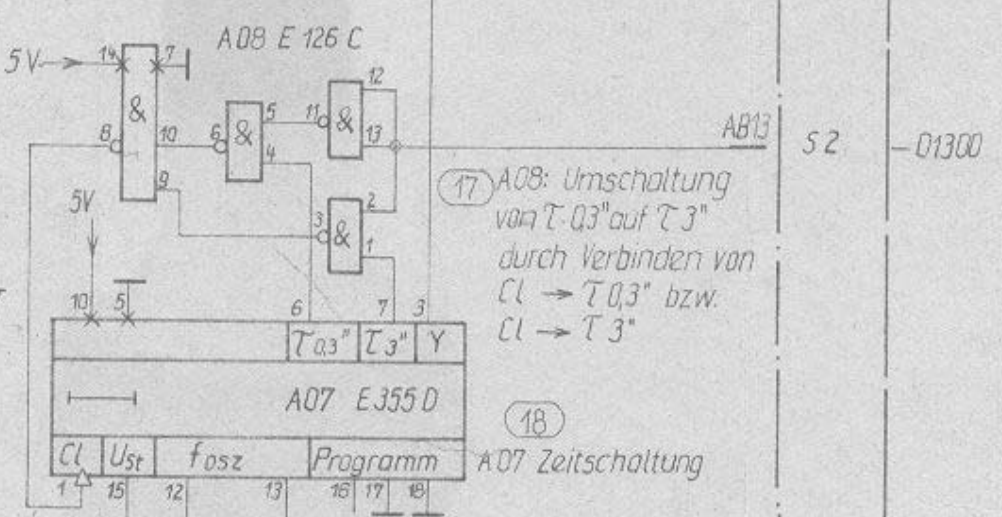 A08 E 126 C
5V
14
7
&
8
10
9
6
&
5
4
11
&
12
13
3
&
2
1
AB13
S2
01300
17
A08: Umschaltung
von τ 0,3" auf τ 3"
durch Verbinden von
Cl → τ 0,3" bzw.
Cl → τ 3"
5V
10
5
6
7
3
τ 0,3"
τ 3"
Y
A07 E355 D
18
A07 Zeitschaltung
Cl
Ust
fosz
Programm
1
15
12
13
16
17
18